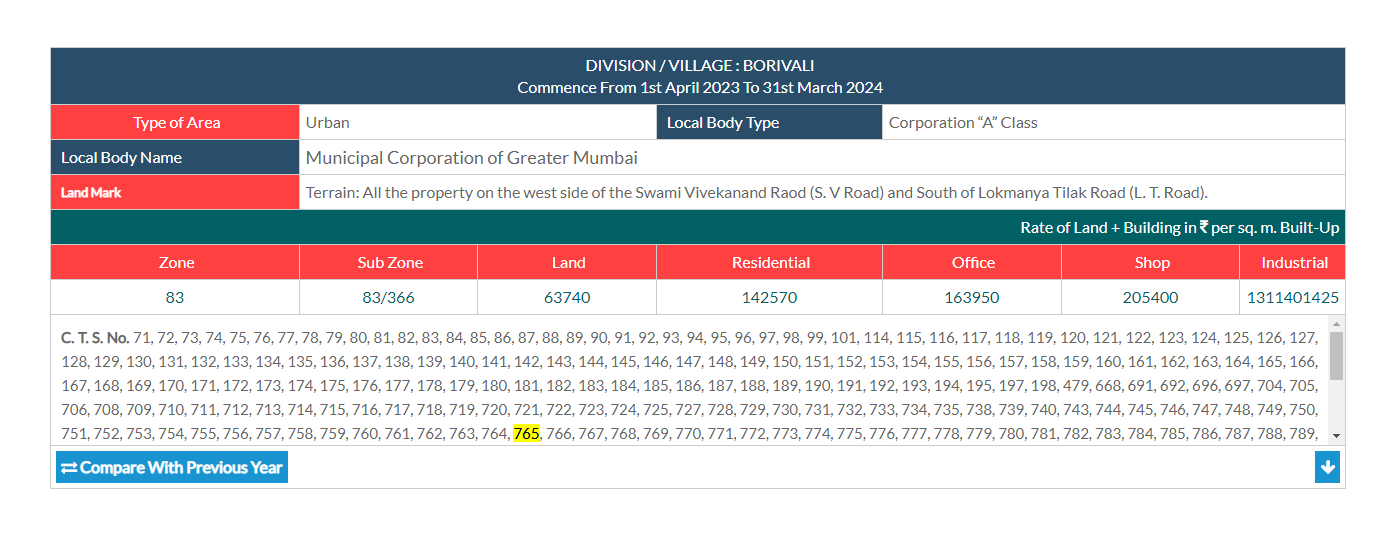 DIVISION / VILLAGE : BORIVALI
Commence From 1st April 2023 To 31st March 2024
Type of Area Urban Local Body Type Corporation “A” Class
Local Body Name Municipal Corporation of Greater Mumbai
Land Mark Terrain: All the property on the west side of the Swami Vivekanand Raod (S. V Road) and South of Lokmanya Tilak Road (L. T. Road).
Rate of Land + Building in ₹ per sq. m. Built-Up
Zone Sub Zone Land Residential Office Shop Industrial
83 83/366 63740 142570 163950 205400 1311401425
C. T. S. No. 71, 72, 73, 74, 75, 76, 77, 78, 79, 80, 81, 82, 83, 84, 85, 86, 87, 88, 89, 90, 91, 92, 93, 94, 95, 96, 97, 98, 99, 101, 114, 115, 116, 117, 118, 119, 120, 121, 122, 123, 124, 125, 126, 127,
128, 129, 130, 131, 132, 133, 134, 135, 136, 137, 138, 139, 140, 141, 142, 143, 144, 145, 146, 147, 148, 149, 150, 151, 152, 153, 154, 155, 156, 157, 158, 159, 160, 161, 162, 163, 164, 165, 166,
167, 168, 169, 170, 171, 172, 173, 174, 175, 176, 177, 178, 179, 180, 181, 182, 183, 184, 185, 186, 187, 188, 189, 190, 191, 192, 193, 194, 195, 197, 198, 479, 668, 691, 692, 696, 697, 704, 705,
706, 708, 709, 710, 711, 712, 713, 714, 715, 716, 717, 718, 719, 720, 721, 722, 723, 724, 725, 727, 728, 729, 730, 731, 732, 733, 734, 735, 738, 739, 740, 743, 744, 745, 746, 747, 748, 749, 750,
751, 752, 753, 754, 755, 756, 757, 758, 759, 760, 761, 762, 763, 764, 765, 766, 767, 768, 769, 770, 771, 772, 773, 774, 775, 776, 777, 778, 779, 780, 781, 782, 783, 784, 785, 786, 787, 788, 789,
Compare With Previous Year